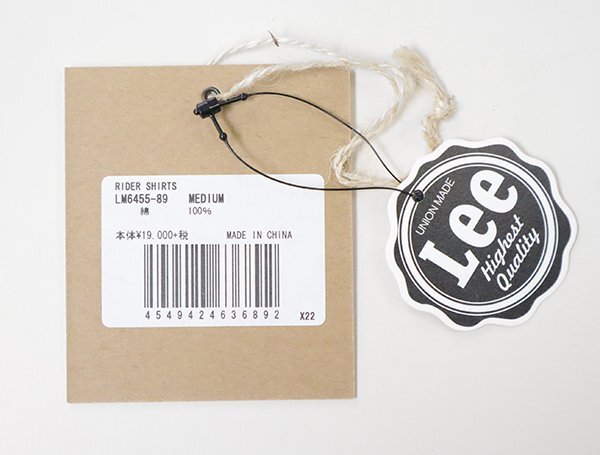 RIDER SHIRTS
LM6455-89 MEDIUM
綿 100%
本体¥19,000+税 MADE IN CHINA
4549424636892
X22
UNION MADE
Lee
Highest
Quality